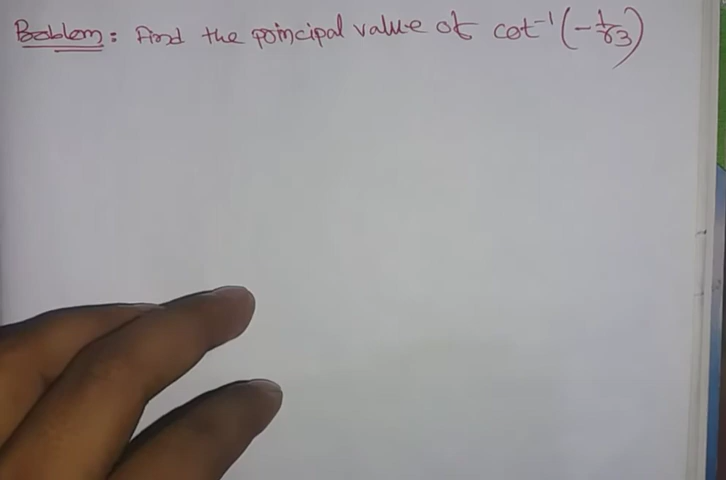 Problem: Find the principal value of cot⁻¹(-1/√3)